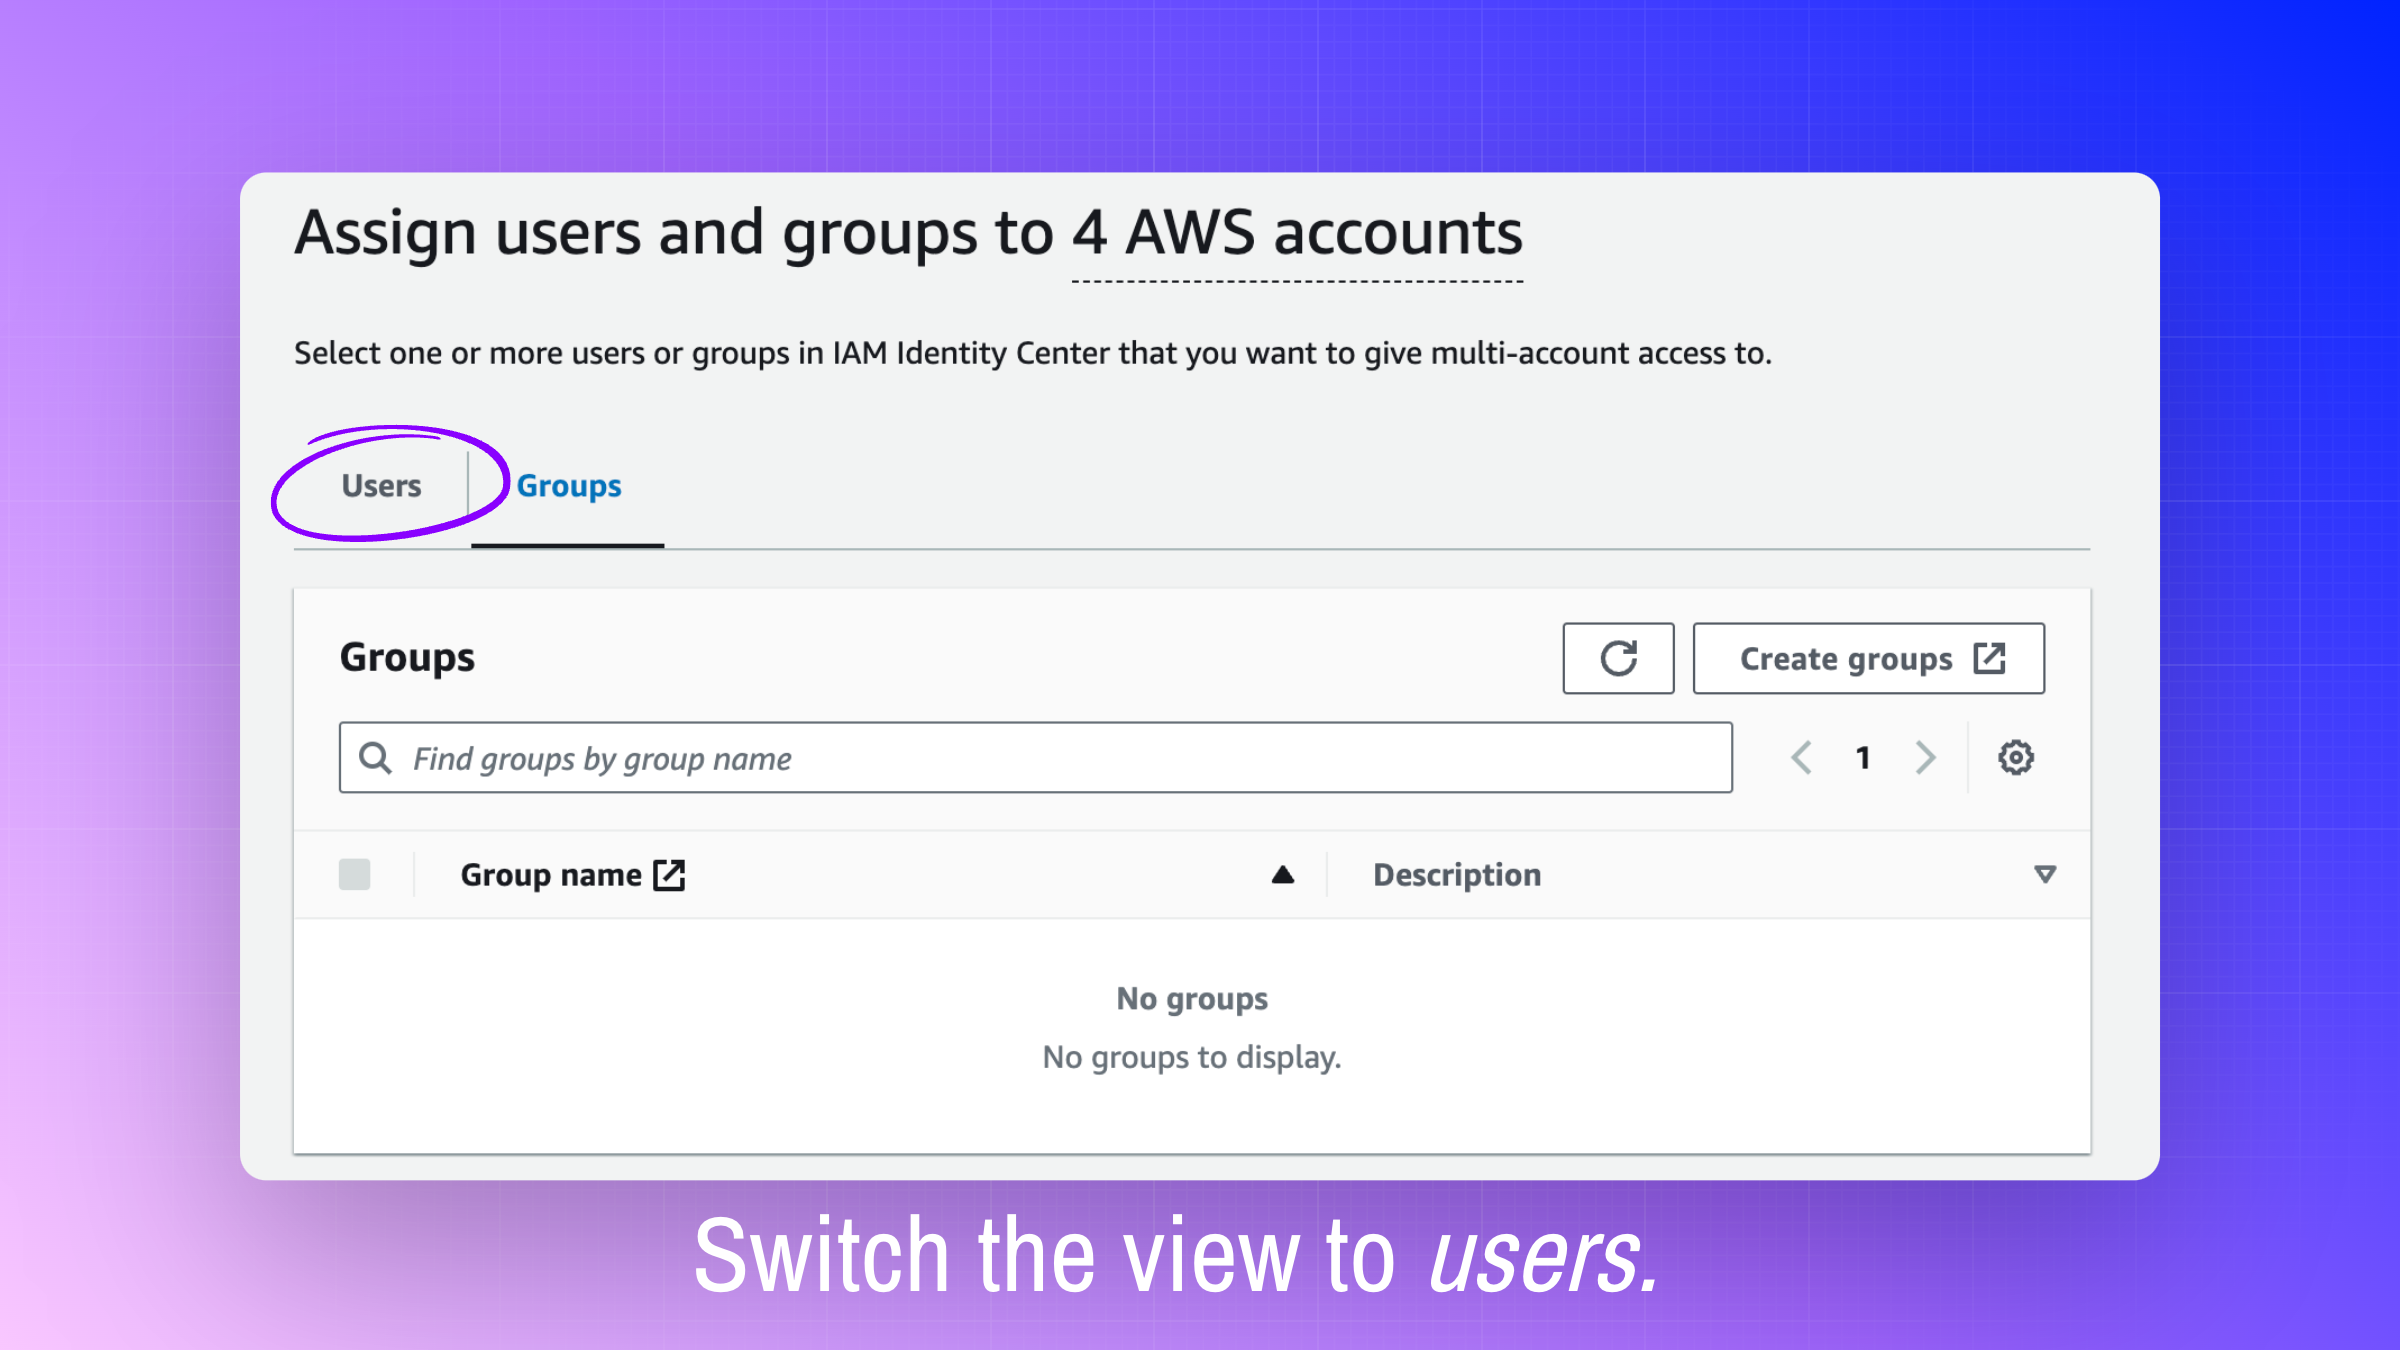 Assign users and groups to 4 AWS accounts
Select one or more users or groups in IAM Identity Center that you want to give multi-account access to.
Users Groups
Groups Create groups
Find groups by group name 1
Group name Description
No groups
No groups to display.
Switch the view to users.